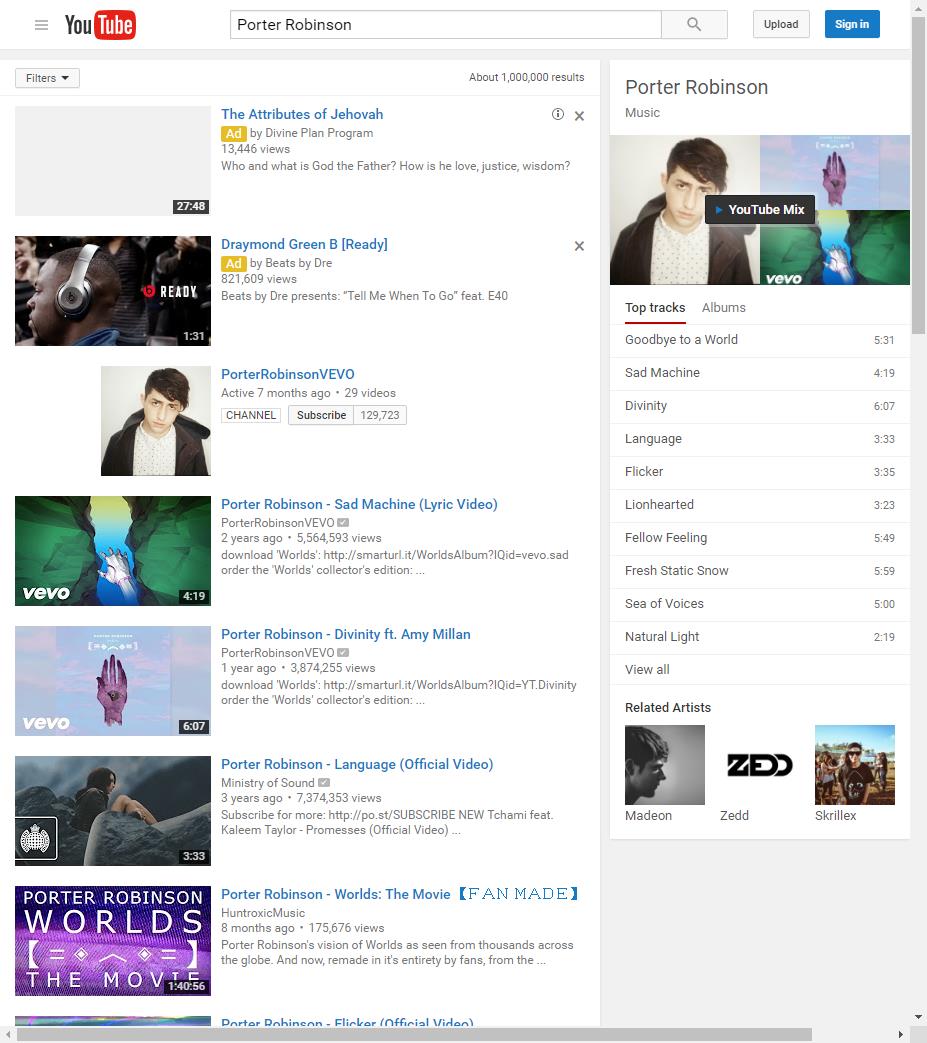 YouTube
Porter Robinson
Upload
Sign in
Filters
About 1,000,000 results
The Attributes of Jehovah
Ad by Divine Plan Program
13,446 views
Who and what is God the Father? How is he love, justice, wisdom?
27:48
Draymond Green B [Ready]
Ad by Beats by Dre
821,609 views
Beats by Dre presents: “Tell Me When To Go” feat. E40
READY
1:31
PorterRobinsonVEVO
Active 7 months ago • 29 videos
CHANNEL Subscribe 129,723
Porter Robinson - Sad Machine (Lyric Video)
PorterRobinsonVEVO
2 years ago • 5,564,593 views
download 'Worlds': http://smarturl.it/WorldsAlbum?IQid=vevo.sad
order the 'Worlds' collector's edition: ...
vevo
4:19
Porter Robinson - Divinity ft. Amy Millan
PorterRobinsonVEVO
1 year ago • 3,874,255 views
download 'Worlds': http://smarturl.it/WorldsAlbum?IQid=YT.Divinity
order the 'Worlds' collector's edition: ...
vevo
6:07
Porter Robinson - Language (Official Video)
Ministry of Sound
3 years ago • 7,374,353 views
Subscribe for more: http://po.st/SUBSCRIBE NEW Tchami feat.
Kaleem Taylor - Promesses (Official Video) ...
3:33
Porter Robinson - Worlds: The Movie 【ＦＡＮ ＭＡＤＥ】
HuntroxicMusic
8 months ago • 175,676 views
Porter Robinson's vision of Worlds as seen from thousands across
the globe. And now, remade in it's entirety by fans, from the ...
PORTER ROBINSON
WORLDS
THE MOVIE
1:40:56
Porter Robinson - Flicker (Official Video)
Porter Robinson
Music
YouTube Mix
vevo
Top tracks Albums
Goodbye to a World 5:31
Sad Machine 4:19
Divinity 6:07
Language 3:33
Flicker 3:35
Lionhearted 3:23
Fellow Feeling 5:49
Fresh Static Snow 5:59
Sea of Voices 5:00
Natural Light 2:19
View all
Related Artists
ZEDD
Madeon Zedd Skrillex